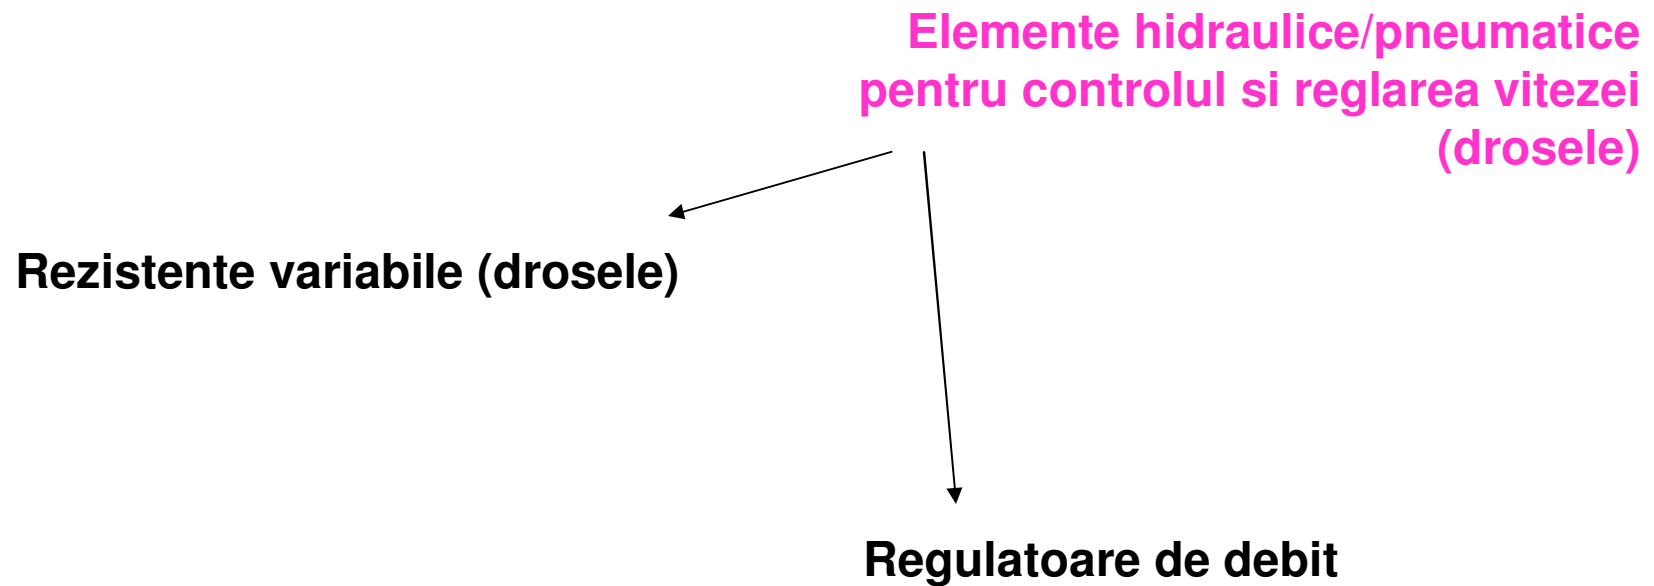 Elemente hidraulice/pneumatice
pentru controlul si reglarea vitezei
(drosele)
Rezistente variabile (drosele)
Regulatoare de debit